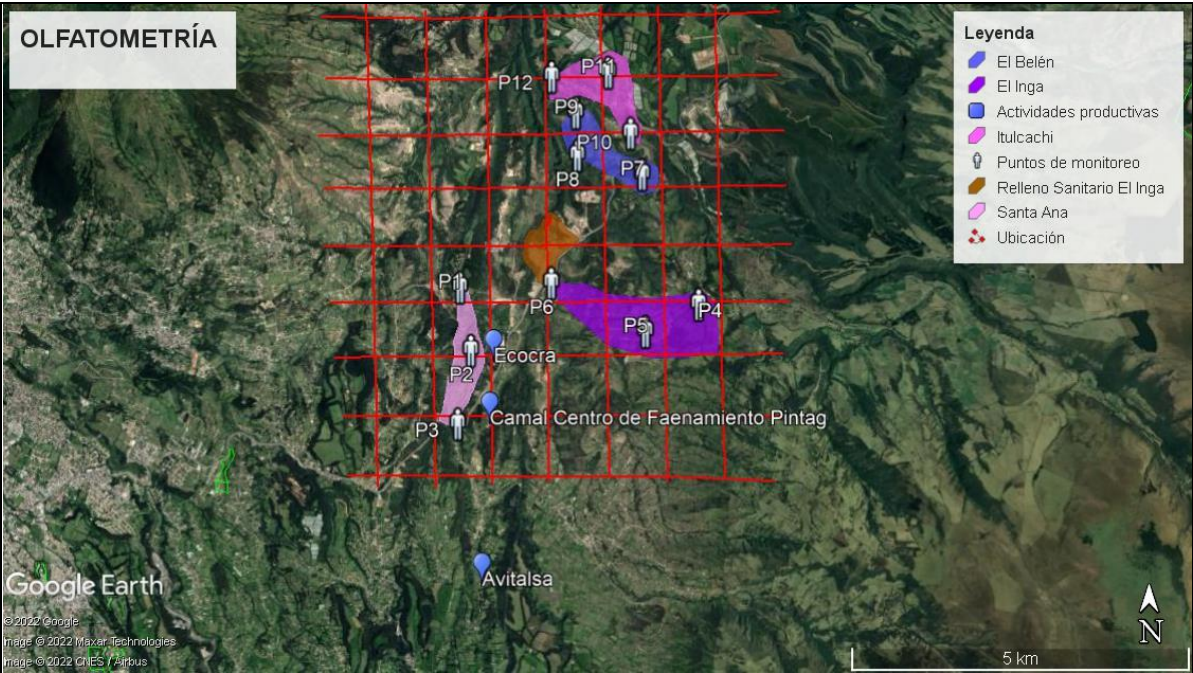 OLFATOMETRÍA
Leyenda
El Belén
El Inga
Actividades productivas
Itulcachi
Puntos de monitoreo
Relleno Sanitario El Inga
Santa Ana
Ubicación
P11
P12
P9
P10
P8
P7
P1
P6
P4
P5
Ecocra
P2
Camal Centro de Faenamiento Pintag
P3
Avitalsa
Google Earth
© 2022 Google
Image © 2022 Maxar Technologies
Image © 2022 CNES / Airbus
N
5 km